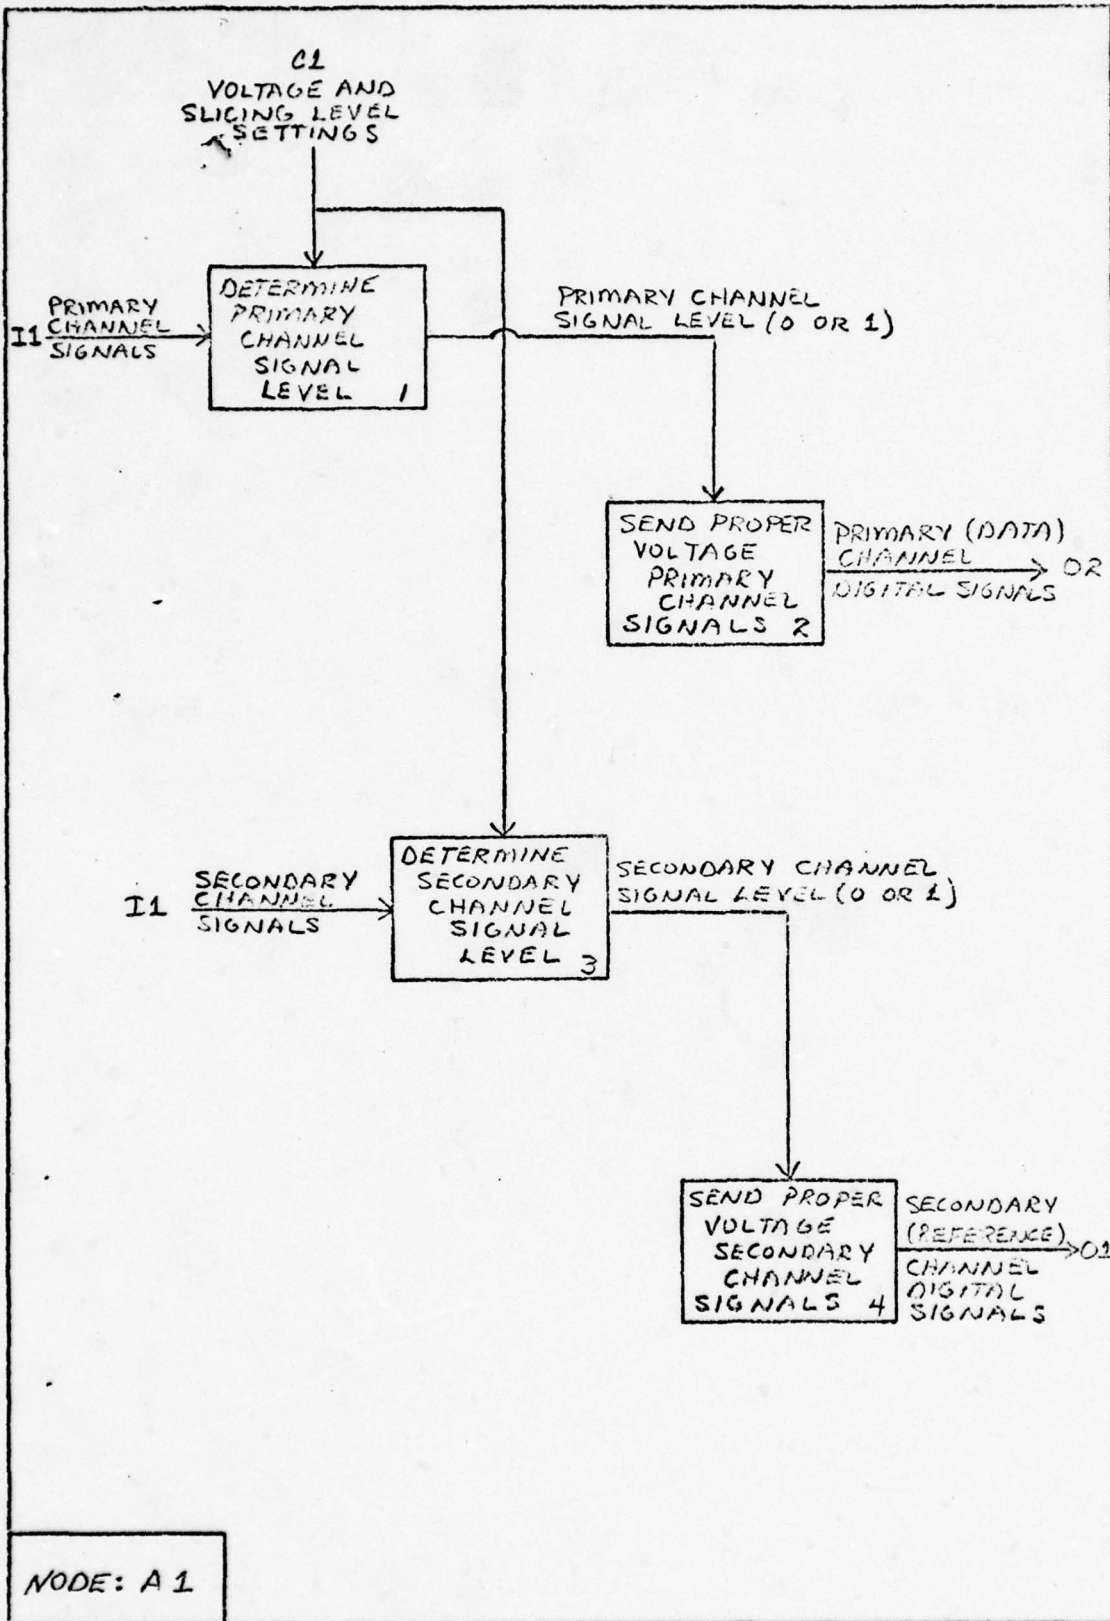 C1
VOLTAGE AND
SLICING LEVEL
SETTINGS
I1
PRIMARY
CHANNEL
SIGNALS
DETERMINE
PRIMARY
CHANNEL
SIGNAL
LEVEL 1
PRIMARY CHANNEL
SIGNAL LEVEL (0 OR 1)
SEND PROPER
VOLTAGE
PRIMARY
CHANNEL
SIGNALS 2
PRIMARY (DATA)
CHANNEL
DIGITAL SIGNALS
O2
I1
SECONDARY
CHANNEL
SIGNALS
DETERMINE
SECONDARY
CHANNEL
SIGNAL
LEVEL 3
SECONDARY CHANNEL
SIGNAL LEVEL (0 OR 1)
SEND PROPER
VOLTAGE
SECONDARY
CHANNEL
SIGNALS 4
SECONDARY
(REFERENCE)
CHANNEL
DIGITAL
SIGNALS
O1
NODE: A1